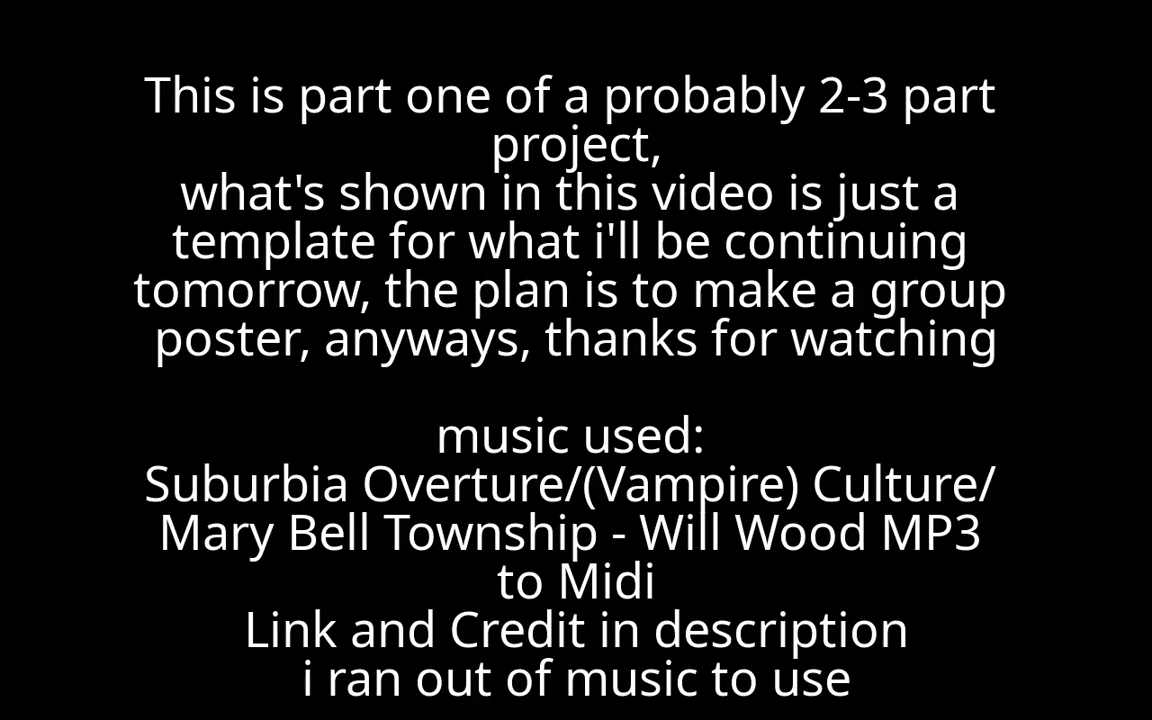 This is part one of a probably 2-3 part
project,
what's shown in this video is just a
template for what i'll be continuing
tomorrow, the plan is to make a group
poster, anyways, thanks for watching
music used:
Suburbia Overture/(Vampire) Culture/
Mary Bell Township - Will Wood MP3
to Midi
Link and Credit in description
i ran out of music to use